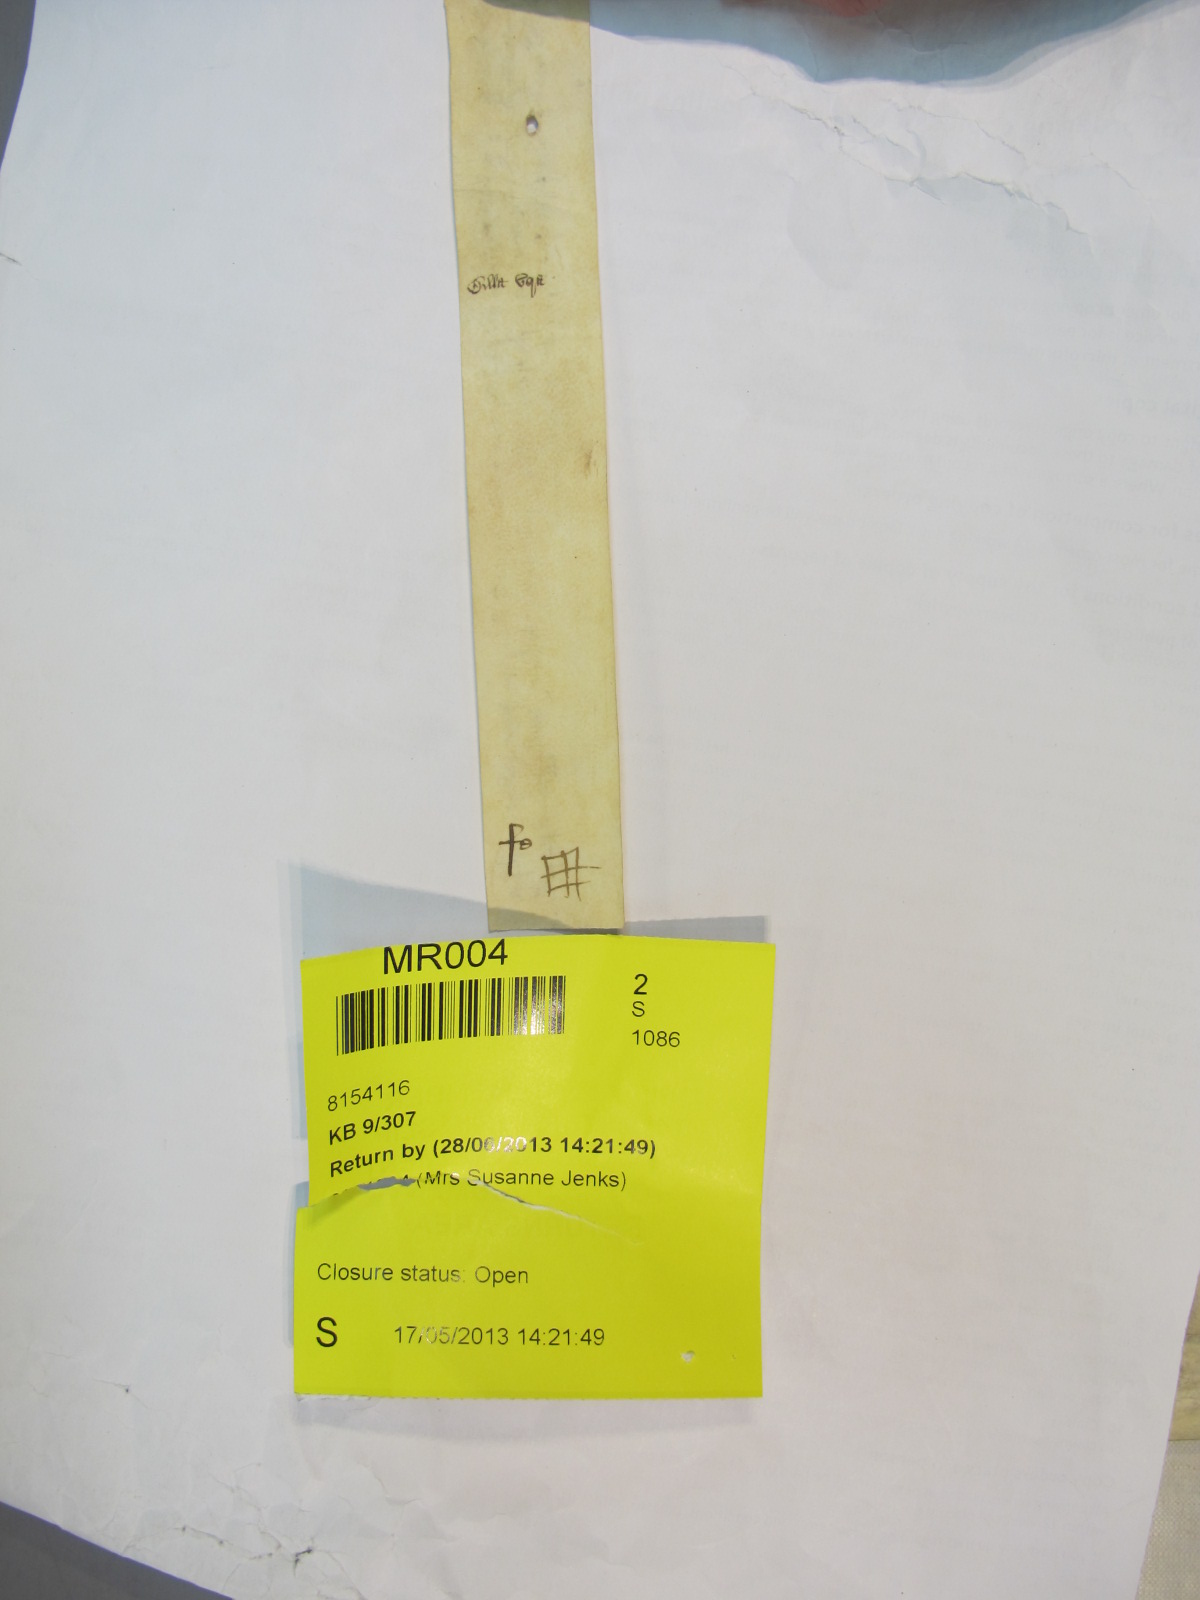 MR004
2
S
1086
8154116
KB 9/307
Return by (28/06/2013 14:21:49)
(Mrs Susanne Jenks)
Closure status: Open
S 17/05/2013 14:21:49